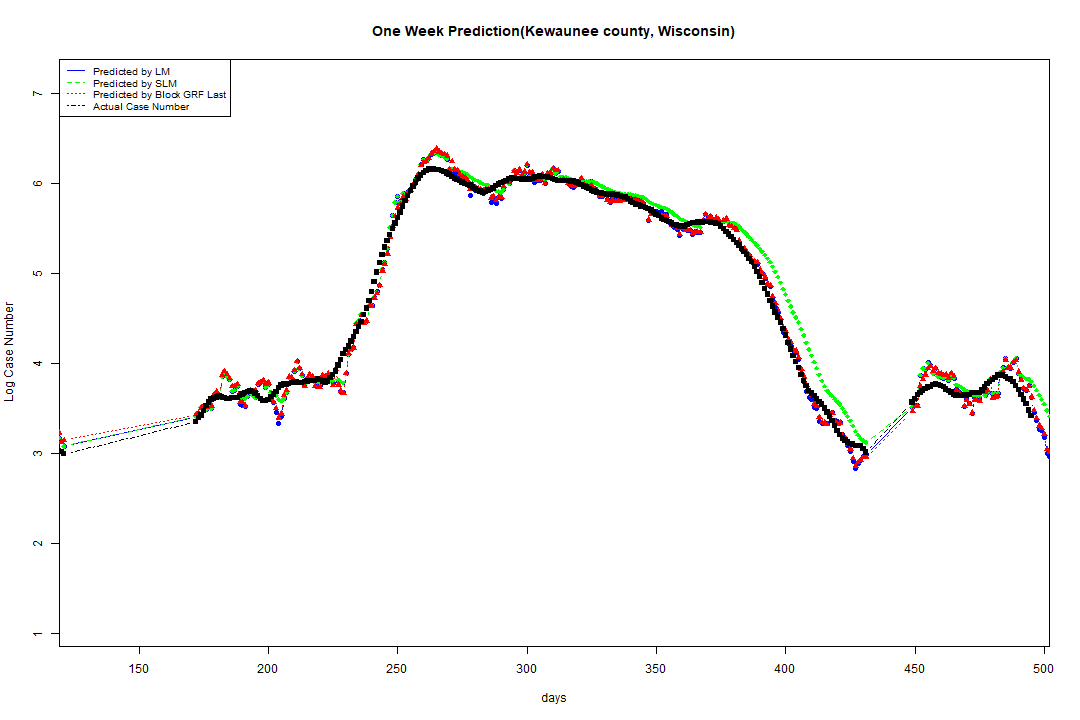 One Week Prediction(Kewaunee county, Wisconsin)
Predicted by LM
Predicted by SLM
Predicted by Block GRF Last
Actual Case Number
7
6
5
4
3
2
1
Log Case Number
150 200 250 300 350 400 450 500
days